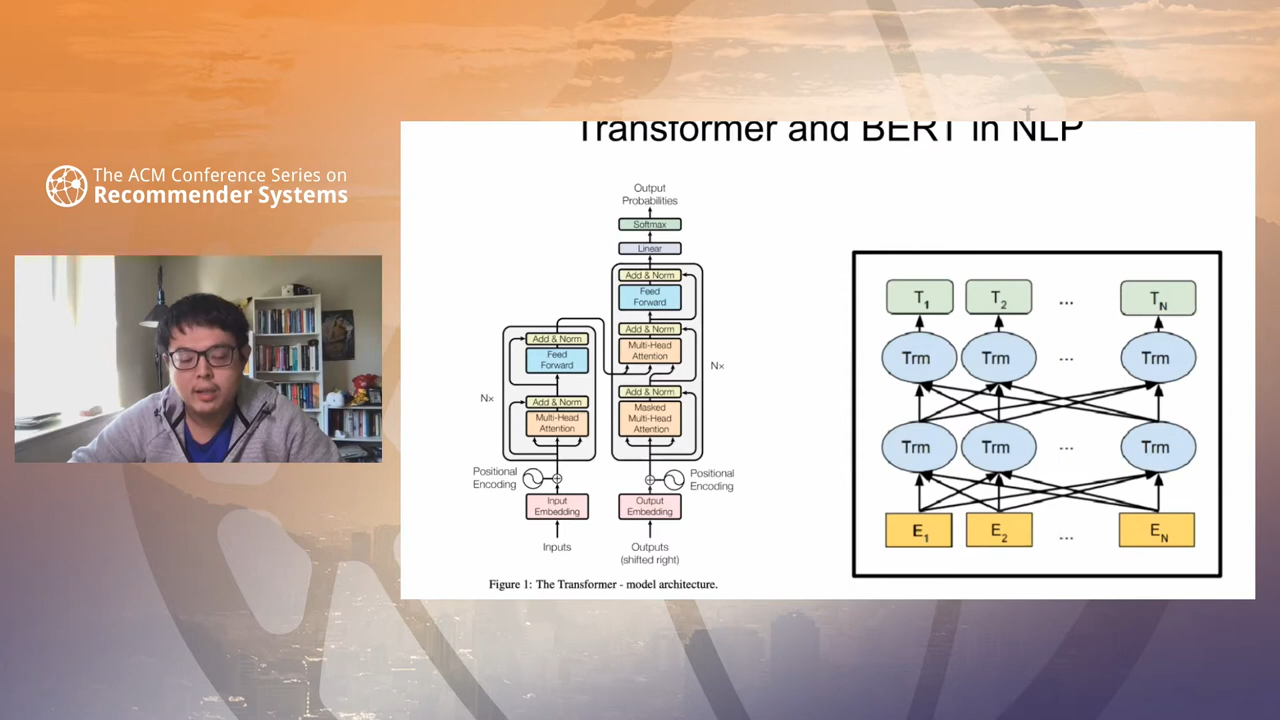 The ACM Conference Series on
Recommender Systems
Transformer and BERT in NLP
Output
Probabilities
Softmax
Linear
Add & Norm
Feed
Forward
Add & Norm
Multi-Head
Attention
Add & Norm
Masked
Multi-Head
Attention
Nx
Positional
Encoding
Output
Embedding
Outputs
(shifted right)
Add & Norm
Feed
Forward
Add & Norm
Multi-Head
Attention
Nx
Positional
Encoding
Input
Embedding
Inputs
Figure 1: The Transformer - model architecture.
T1 T2 ... TN
Trm Trm ... Trm
Trm Trm ... Trm
E1 E2 ... EN